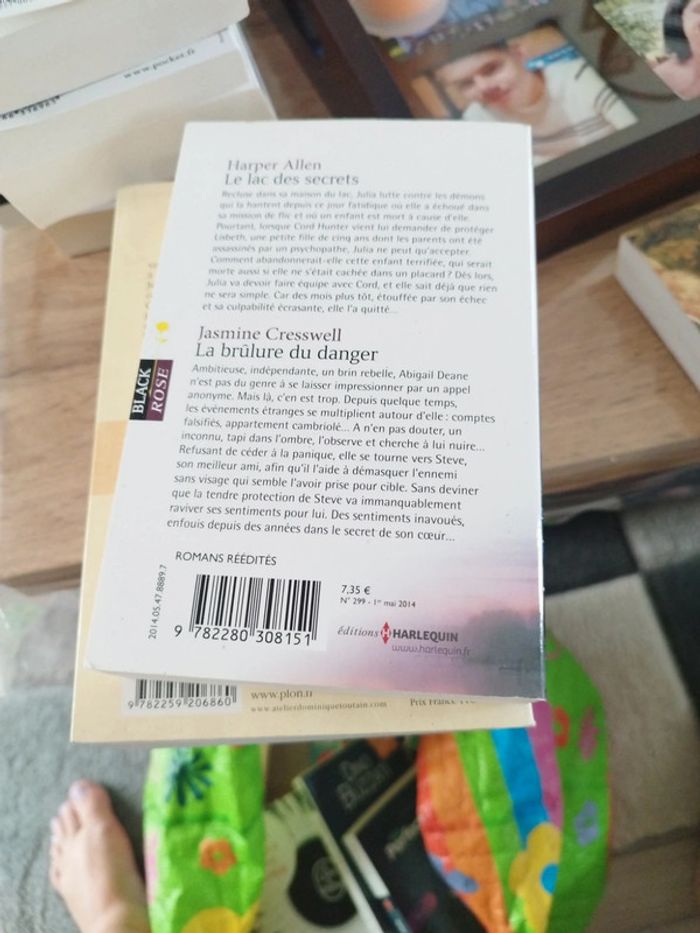 www.pocket.fr
Harper Allen
Le lac des secrets
Recluse dans sa maison du lac, Julia lutte contre les démons
qui la hantent depuis ce jour fatidique où elle a échoué dans
sa mission de flic et où un enfant est mort à cause d'elle.
Pourtant, lorsque Cord Hunter vient lui demander de protéger
Lisbeth, une petite fille de cinq ans dont les parents ont été
assassinés par un psychopathe, Julia ne peut qu'accepter.
Comment abandonnerait-elle cette enfant terrifiée, qui serait
morte aussi si elle ne s'était cachée dans un placard ? Dès lors,
Julia va devoir faire équipe avec Cord, et elle sait déjà que rien
ne sera simple. Car des mois plus tôt, étouffée par son échec
et sa culpabilité écrasante, elle l'a quitté...
Jasmine Cresswell
La brûlure du danger
Ambitieuse, indépendante, un brin rebelle, Abigail Deane
n'est pas du genre à se laisser impressionner par un appel
anonyme. Mais là, c'en est trop. Depuis quelque temps,
les événements étranges se multiplient autour d'elle : comptes
falsifiés, appartement cambriolé... A n'en pas douter, un
inconnu, tapi dans l'ombre, l'observe et cherche à lui nuire...
Refusant de céder à la panique, elle se tourne vers Steve,
son meilleur ami, afin qu'il l'aide à démasquer l'ennemi
sans visage qui semble l'avoir prise pour cible. Sans deviner
que la tendre protection de Steve va immanquablement
raviver ses sentiments pour lui. Des sentiments inavoués,
enfouis depuis des années dans le secret de son cœur...
BLACK
ROSE
ROMANS RÉÉDITÉS
2014.05.47.8889.7
9 782280 308151
7,35 €
N° 299 - 1er mai 2014
éditions HARLEQUIN
www.harlequin.fr
9 782259 206860
www.plon.fr
www.atelierdominiquetoutain.com
Prix France